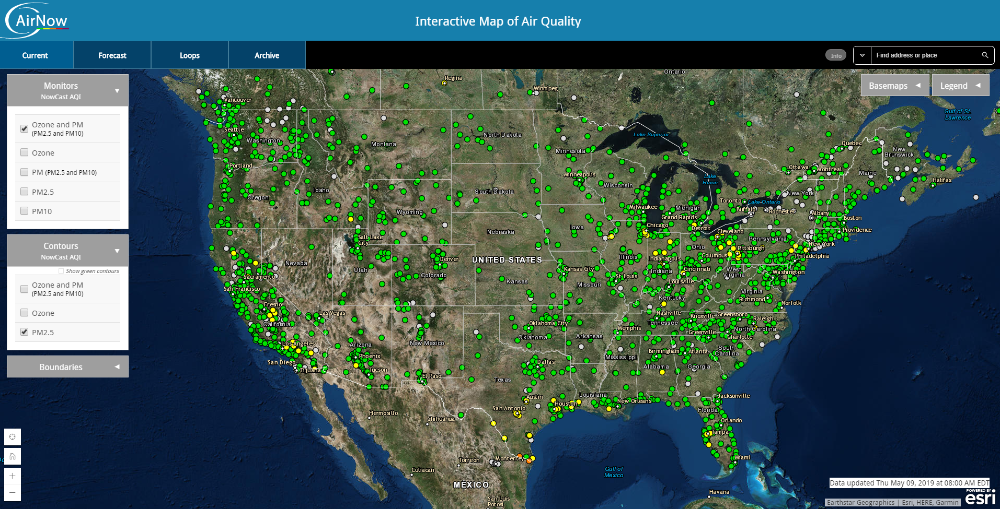 AirNow
Interactive Map of Air Quality
Current
Forecast
Loops
Archive
Info
Find address or place
Monitors
NowCast AQI
Ozone and PM
(PM2.5 and PM10)
Ozone
PM (PM2.5 and PM10)
PM2.5
PM10
Contours
NowCast AQI
Show green contours
Ozone and PM
(PM2.5 and PM10)
Ozone
PM2.5
Boundaries
Basemaps
Legend
Ontario
Regina
Winnipeg
Vancouver
Gulf of St.
Lawrence
Seattle
Washington
Montana
North Dakota
Lake Superior
Minnesota
Quebec
New
Brunswick
Portland
Ottawa
Montreal
Maine
Minneapolis
Lake
Huron
Halifax
Wisconsin
Idaho
South Dakota
Oregon
New York
Toronto
Lake Ontario
Milwaukee
Michigan
Buffalo
Rochester
Wyoming
Grand Rapids
Albany
Boston
Chicago
Iowa
Detroit
Cleveland
Providence
Nebraska
Salt Lake
City
Pennsylvania
New York
Ohio
Pittsburgh
Denver
UNITED STATES
Illinois
Indianapolis
Columbus
Philadelphia
Nevada
Utah
Colorado
Kansas City
Indiana
Cincinnati
West
Virginia
Washington
Sacramento
St Louis
San Francisco
Kansas
Missouri
Louisville
Virginia
Kentucky
Richmond
Norfolk
Fresno
Las Vegas
Nashville
Knoxville
Greensboro
Raleigh
California
Oklahoma City
Tennessee
Memphis
Greenville
North Carolina
Oklahoma
Arkansas
Charlotte
Los Angeles
Arizona
New Mexico
South
Carolina
Birmingham
Atlanta
Phoenix
Mississippi
San Diego
Dallas
Tijuana
Tucson
Alabama
Georgia
El Paso
Texas
Louisiana
Jacksonville
Austin
New Orleans
Houston
San Antonio
Florida
Hermosillo
Chihuahua
Orlando
Tampa
Torreón
Monterrey
Miami
Culiacan
Gulf of
Mexico
MÉXICO
Data updated Thu May 09, 2019 at 08:00 AM EDT
Havana
San Luis
Potosi
POWERED BY
esri
Earthstar Geographics | Esri, HERE, Garmin